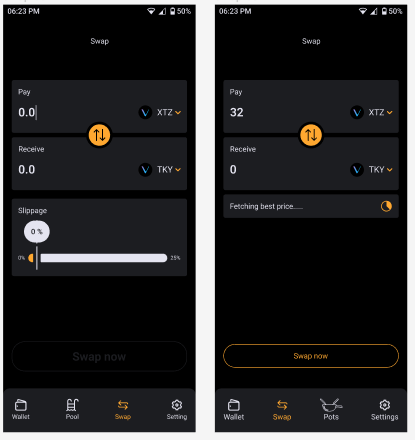 06:23 PM 50%
Swap
Pay
0.0 XTZ
Receive
0.0 TKY
Slippage
0 %
0% 25%
Swap now
Wallet Pool Swap Setting
06:23 PM 50%
Swap
Pay
32 XTZ
Receive
0 TKY
Fetching best price.....
Swap now
Wallet Swap Pots Settings